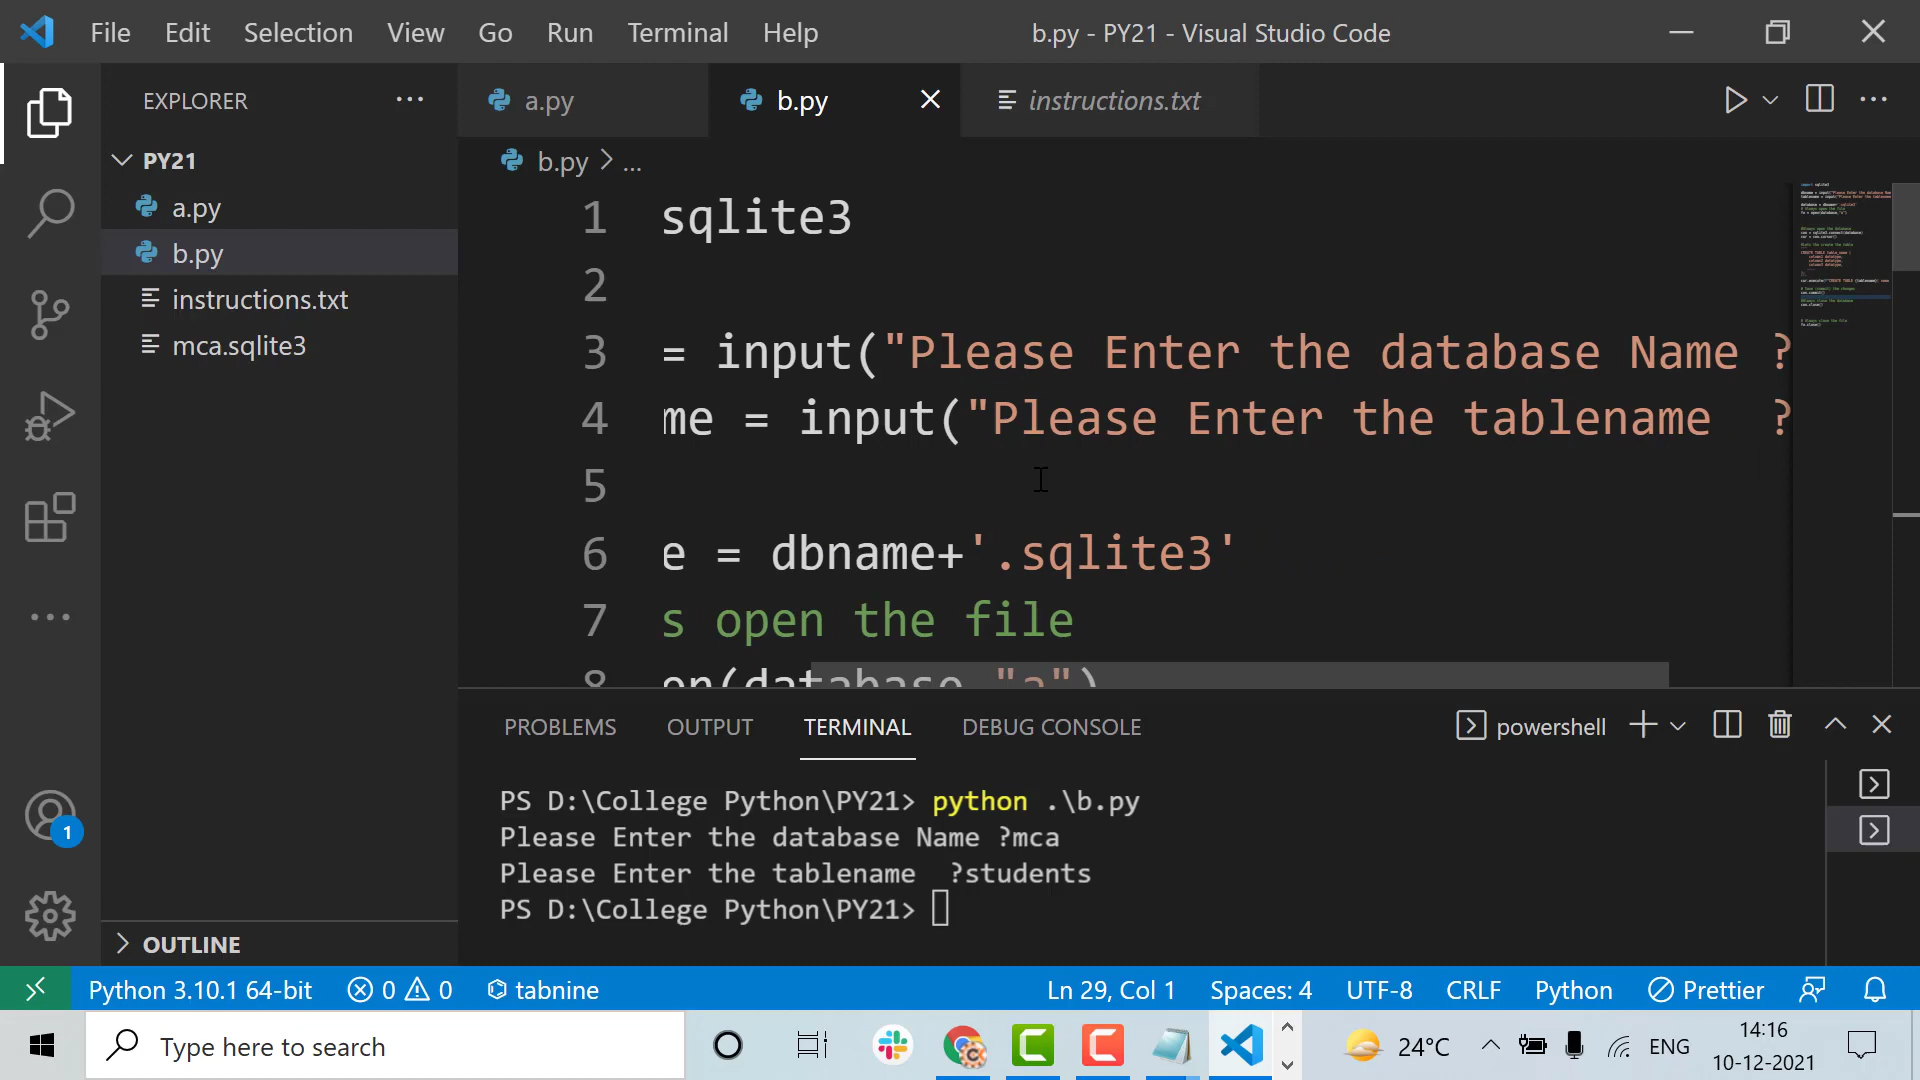 File Edit Selection View Go Run Terminal Help b.py - PY21 - Visual Studio Code
EXPLORER
PY21
a.py
b.py
instructions.txt
mca.sqlite3
OUTLINE
a.py b.py instructions.txt
b.py > ...
1 sqlite3
2
3 = input("Please Enter the database Name ?
4 me = input("Please Enter the tablename  ?
5
6 e = dbname+'.sqlite3'
7 s open the file
8 en(database,"a")
PROBLEMS OUTPUT TERMINAL DEBUG CONSOLE powershell
PS D:\College Python\PY21> python .\b.py
Please Enter the database Name ?mca
Please Enter the tablename  ?students
PS D:\College Python\PY21>
1
Python 3.10.1 64-bit 0 0 tabnine Ln 29, Col 1 Spaces: 4 UTF-8 CRLF Python Prettier
Type here to search 24°C ENG 14:16
10-12-2021